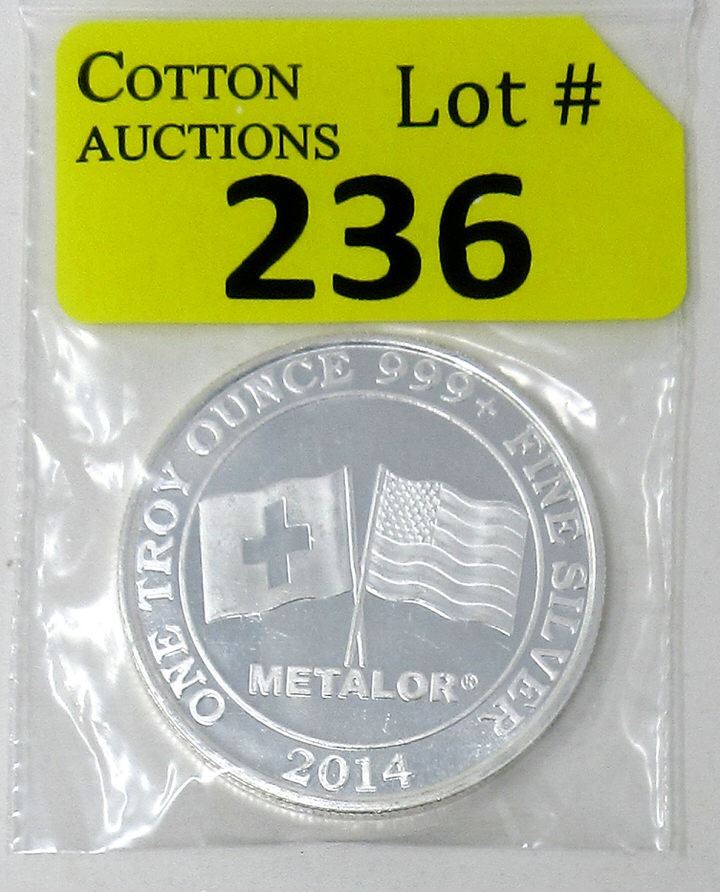 COTTON
AUCTIONS
Lot #
236
ONE TROY OUNCE 999+ FINE SILVER
METALOR®
2014